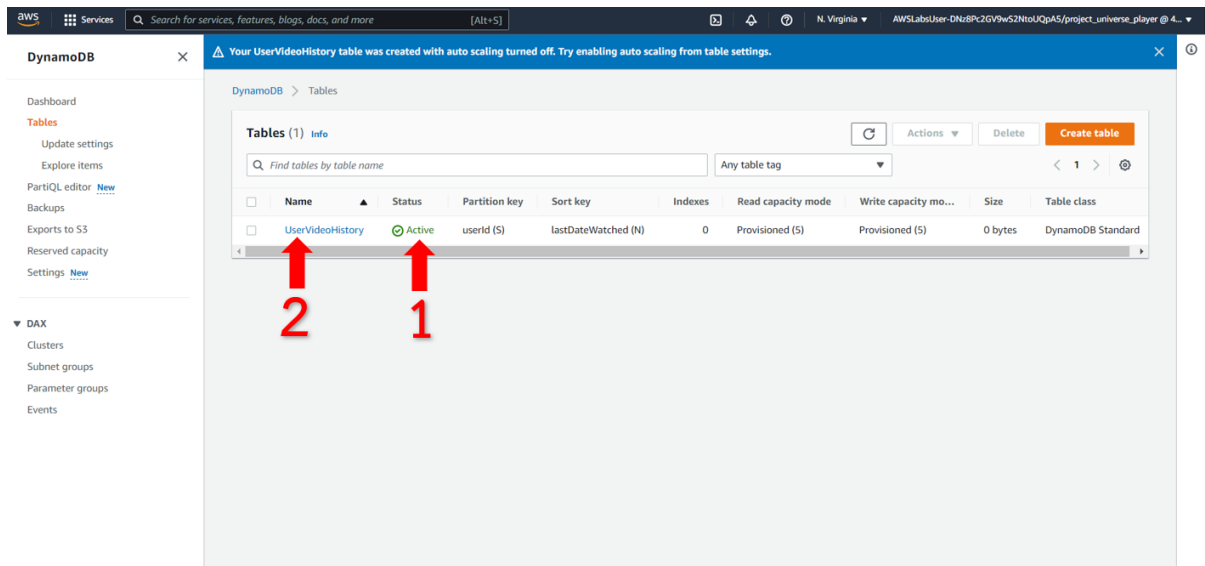 aws Services Search for services, features, blogs, docs, and more [Alt+S] N. Virginia ▼ AWSLabsUser-DNz8Pc2GV9wS2NtoUQpA5/project_universe_player @ 4... ▼
DynamoDB
Your UserVideoHistory table was created with auto scaling turned off. Try enabling auto scaling from table settings.
Dashboard
Tables
Update settings
Explore items
PartiQL editor New
Backups
Exports to S3
Reserved capacity
Settings New
DAX
Clusters
Subnet groups
Parameter groups
Events
DynamoDB > Tables
Tables (1) Info Actions Delete Create table
Find tables by table name Any table tag < 1 >
Name Status Partition key Sort key Indexes Read capacity mode Write capacity mo... Size Table class
UserVideoHistory Active userId (S) lastDateWatched (N) 0 Provisioned (5) Provisioned (5) 0 bytes DynamoDB Standard
2 1